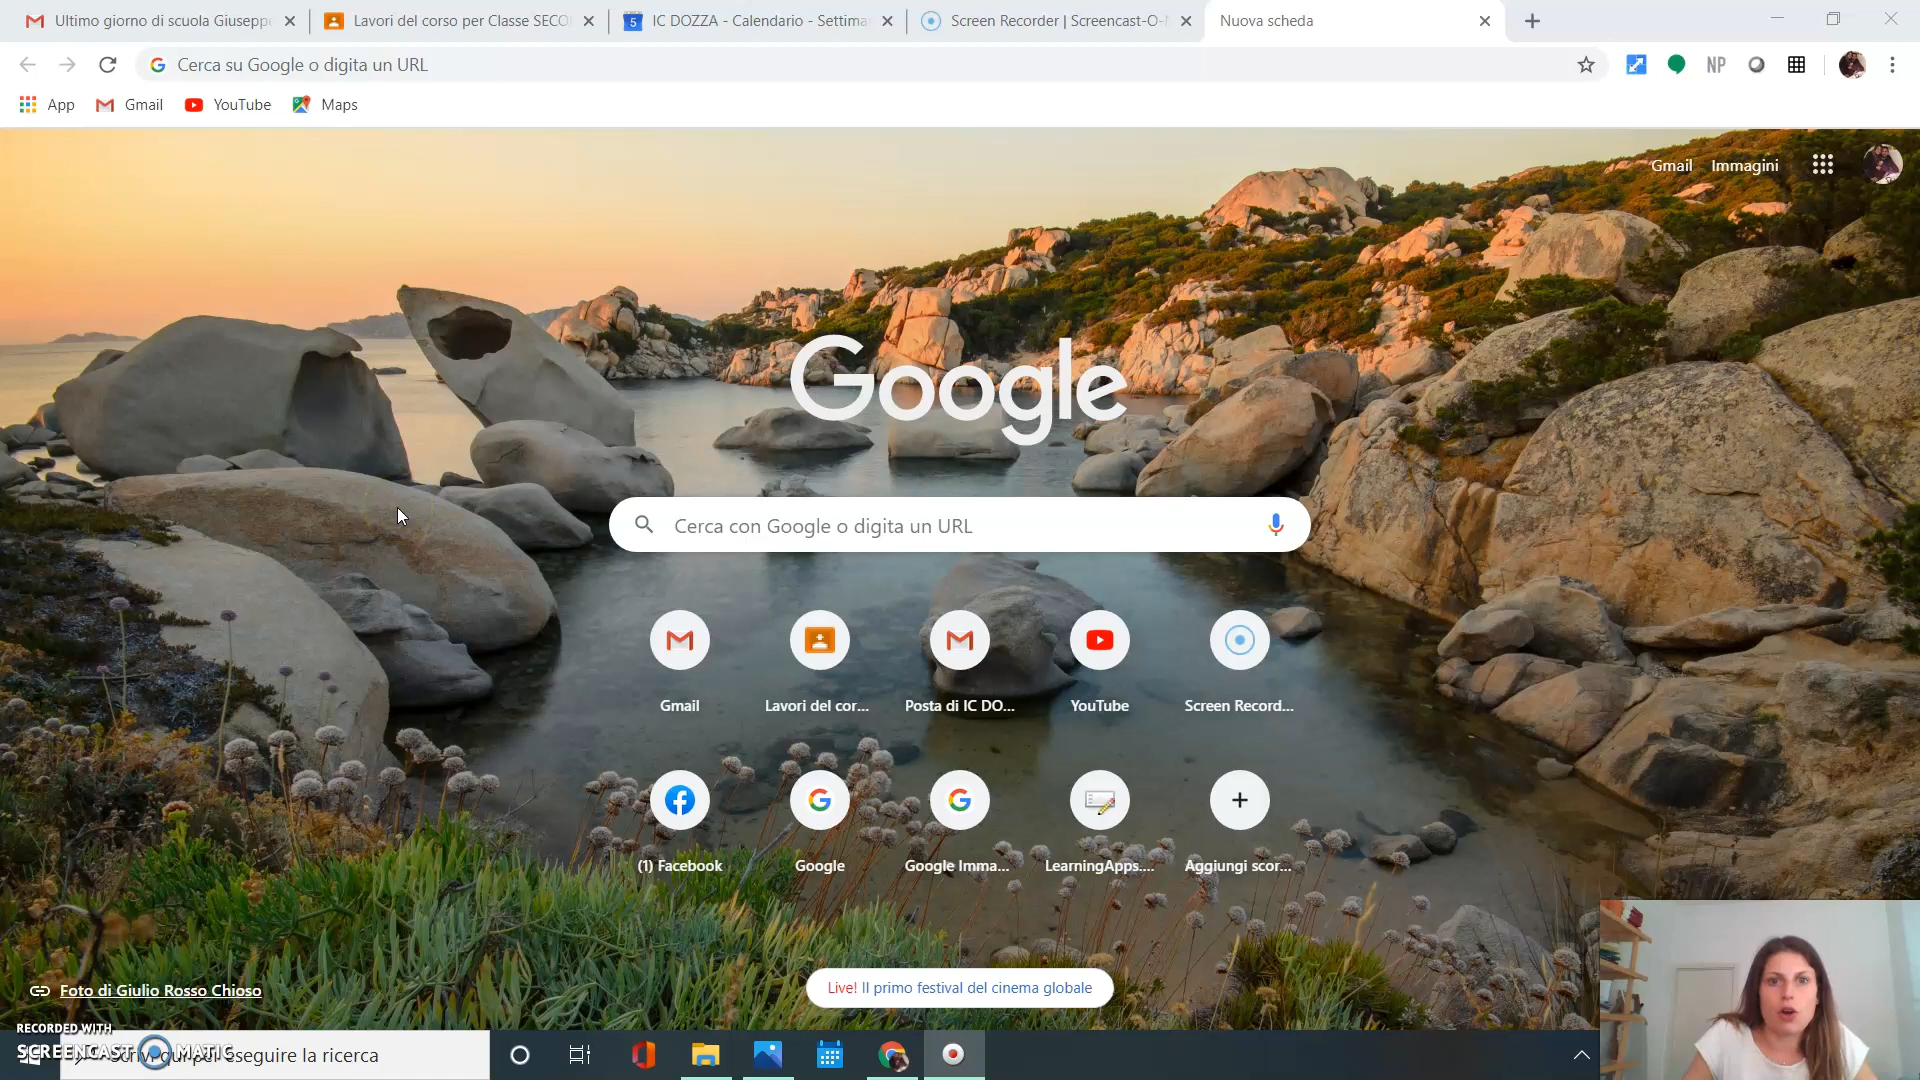 Ultimo giorno di scuola Giusepp
Lavori del corso per Classe SECO
5
IC DOZZA - Calendario - Settima
Screen Recorder | Screencast-O-
Nuova scheda
Cerca su Google o digita un URL
NP
App
Gmail
YouTube
Maps
Gmail
Immagini
Google
Cerca con Google o digita un URL
Gmail
Lavori del cor...
Posta di IC DO...
YouTube
Screen Record...
(1) Facebook
Google
Google Imma...
LearningApps....
Aggiungi scor...
Foto di Giulio Rosso Chioso
Live! Il primo festival del cinema globale
RECORDED WITH
SCREENCAST MATIC
Scrivi qui per eseguire la ricerca